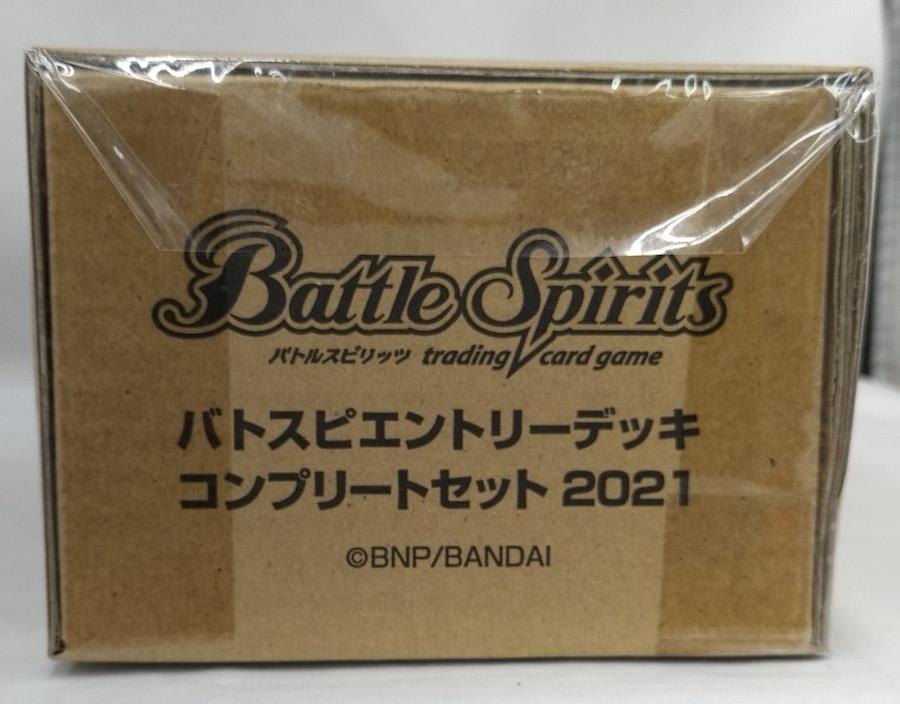 Battle Spirits
バトルスピリッツ trading card game
バトスピエントリーデッキ
コンプリートセット 2021
©BNP/BANDAI